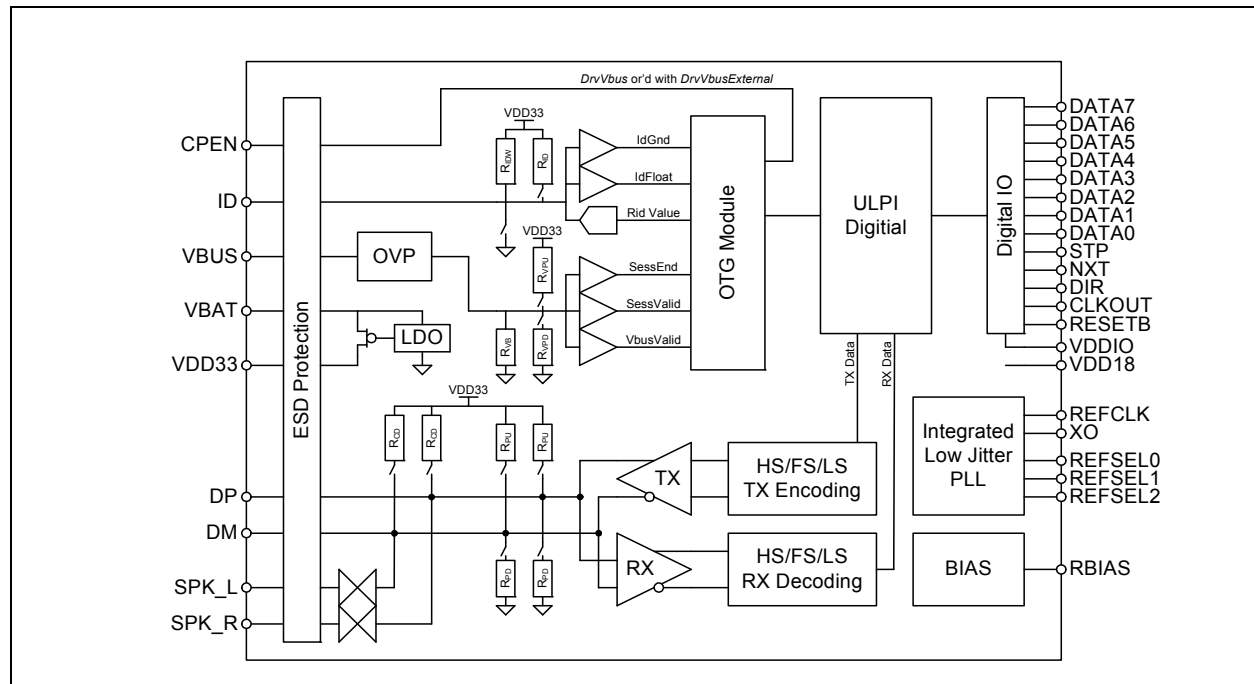 DrvVbus or'd with DrvVbusExternal
CPEN
ID
VBUS
VBAT
VDD33
DP
DM
SPK_L
SPK_R
ESD Protection
VDD33
RIDW
RID
IdGnd
IdFloat
Rid Value
OVP
VDD33
RVPU
RVB
RVPD
SessEnd
SessValid
VbusValid
LDO
OTG Module
ULPI
Digitial
TX Data
RX Data
Digital IO
DATA7
DATA6
DATA5
DATA4
DATA3
DATA2
DATA1
DATA0
STP
NXT
DIR
CLKOUT
RESETB
VDDIO
VDD18
VDD33
RCD
RCD
RPU
RPU
RPD
RPD
TX
HS/FS/LS
TX Encoding
RX
HS/FS/LS
RX Decoding
Integrated
Low Jitter
PLL
REFCLK
XO
REFSEL0
REFSEL1
REFSEL2
BIAS
RBIAS